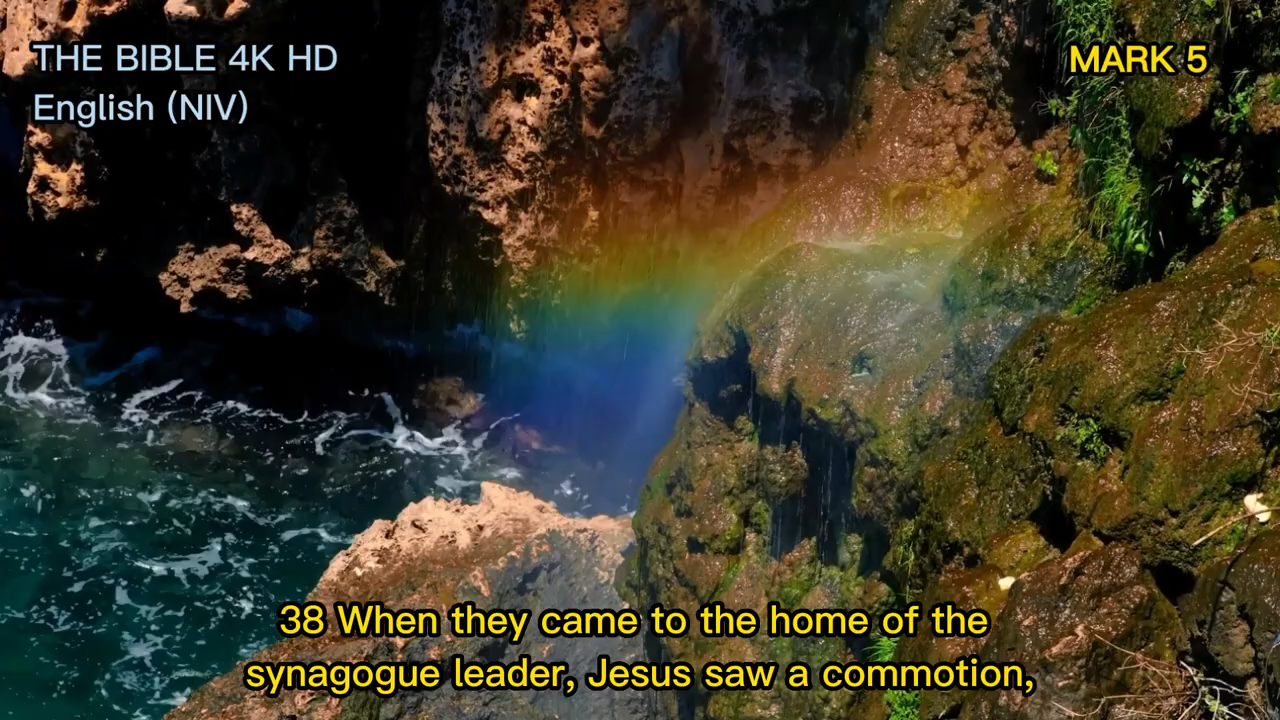 THE BIBLE 4K HD
English (NIV)
MARK 5
38 When they came to the home of the
synagogue leader, Jesus saw a commotion,